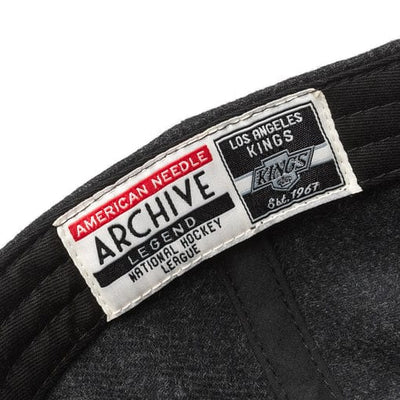 AMERICAN NEEDLE
ARCHIVE
LEGEND
NATIONAL HOCKEY
LEAGUE
LOS ANGELES
KINGS
KINGS
Est. 1967